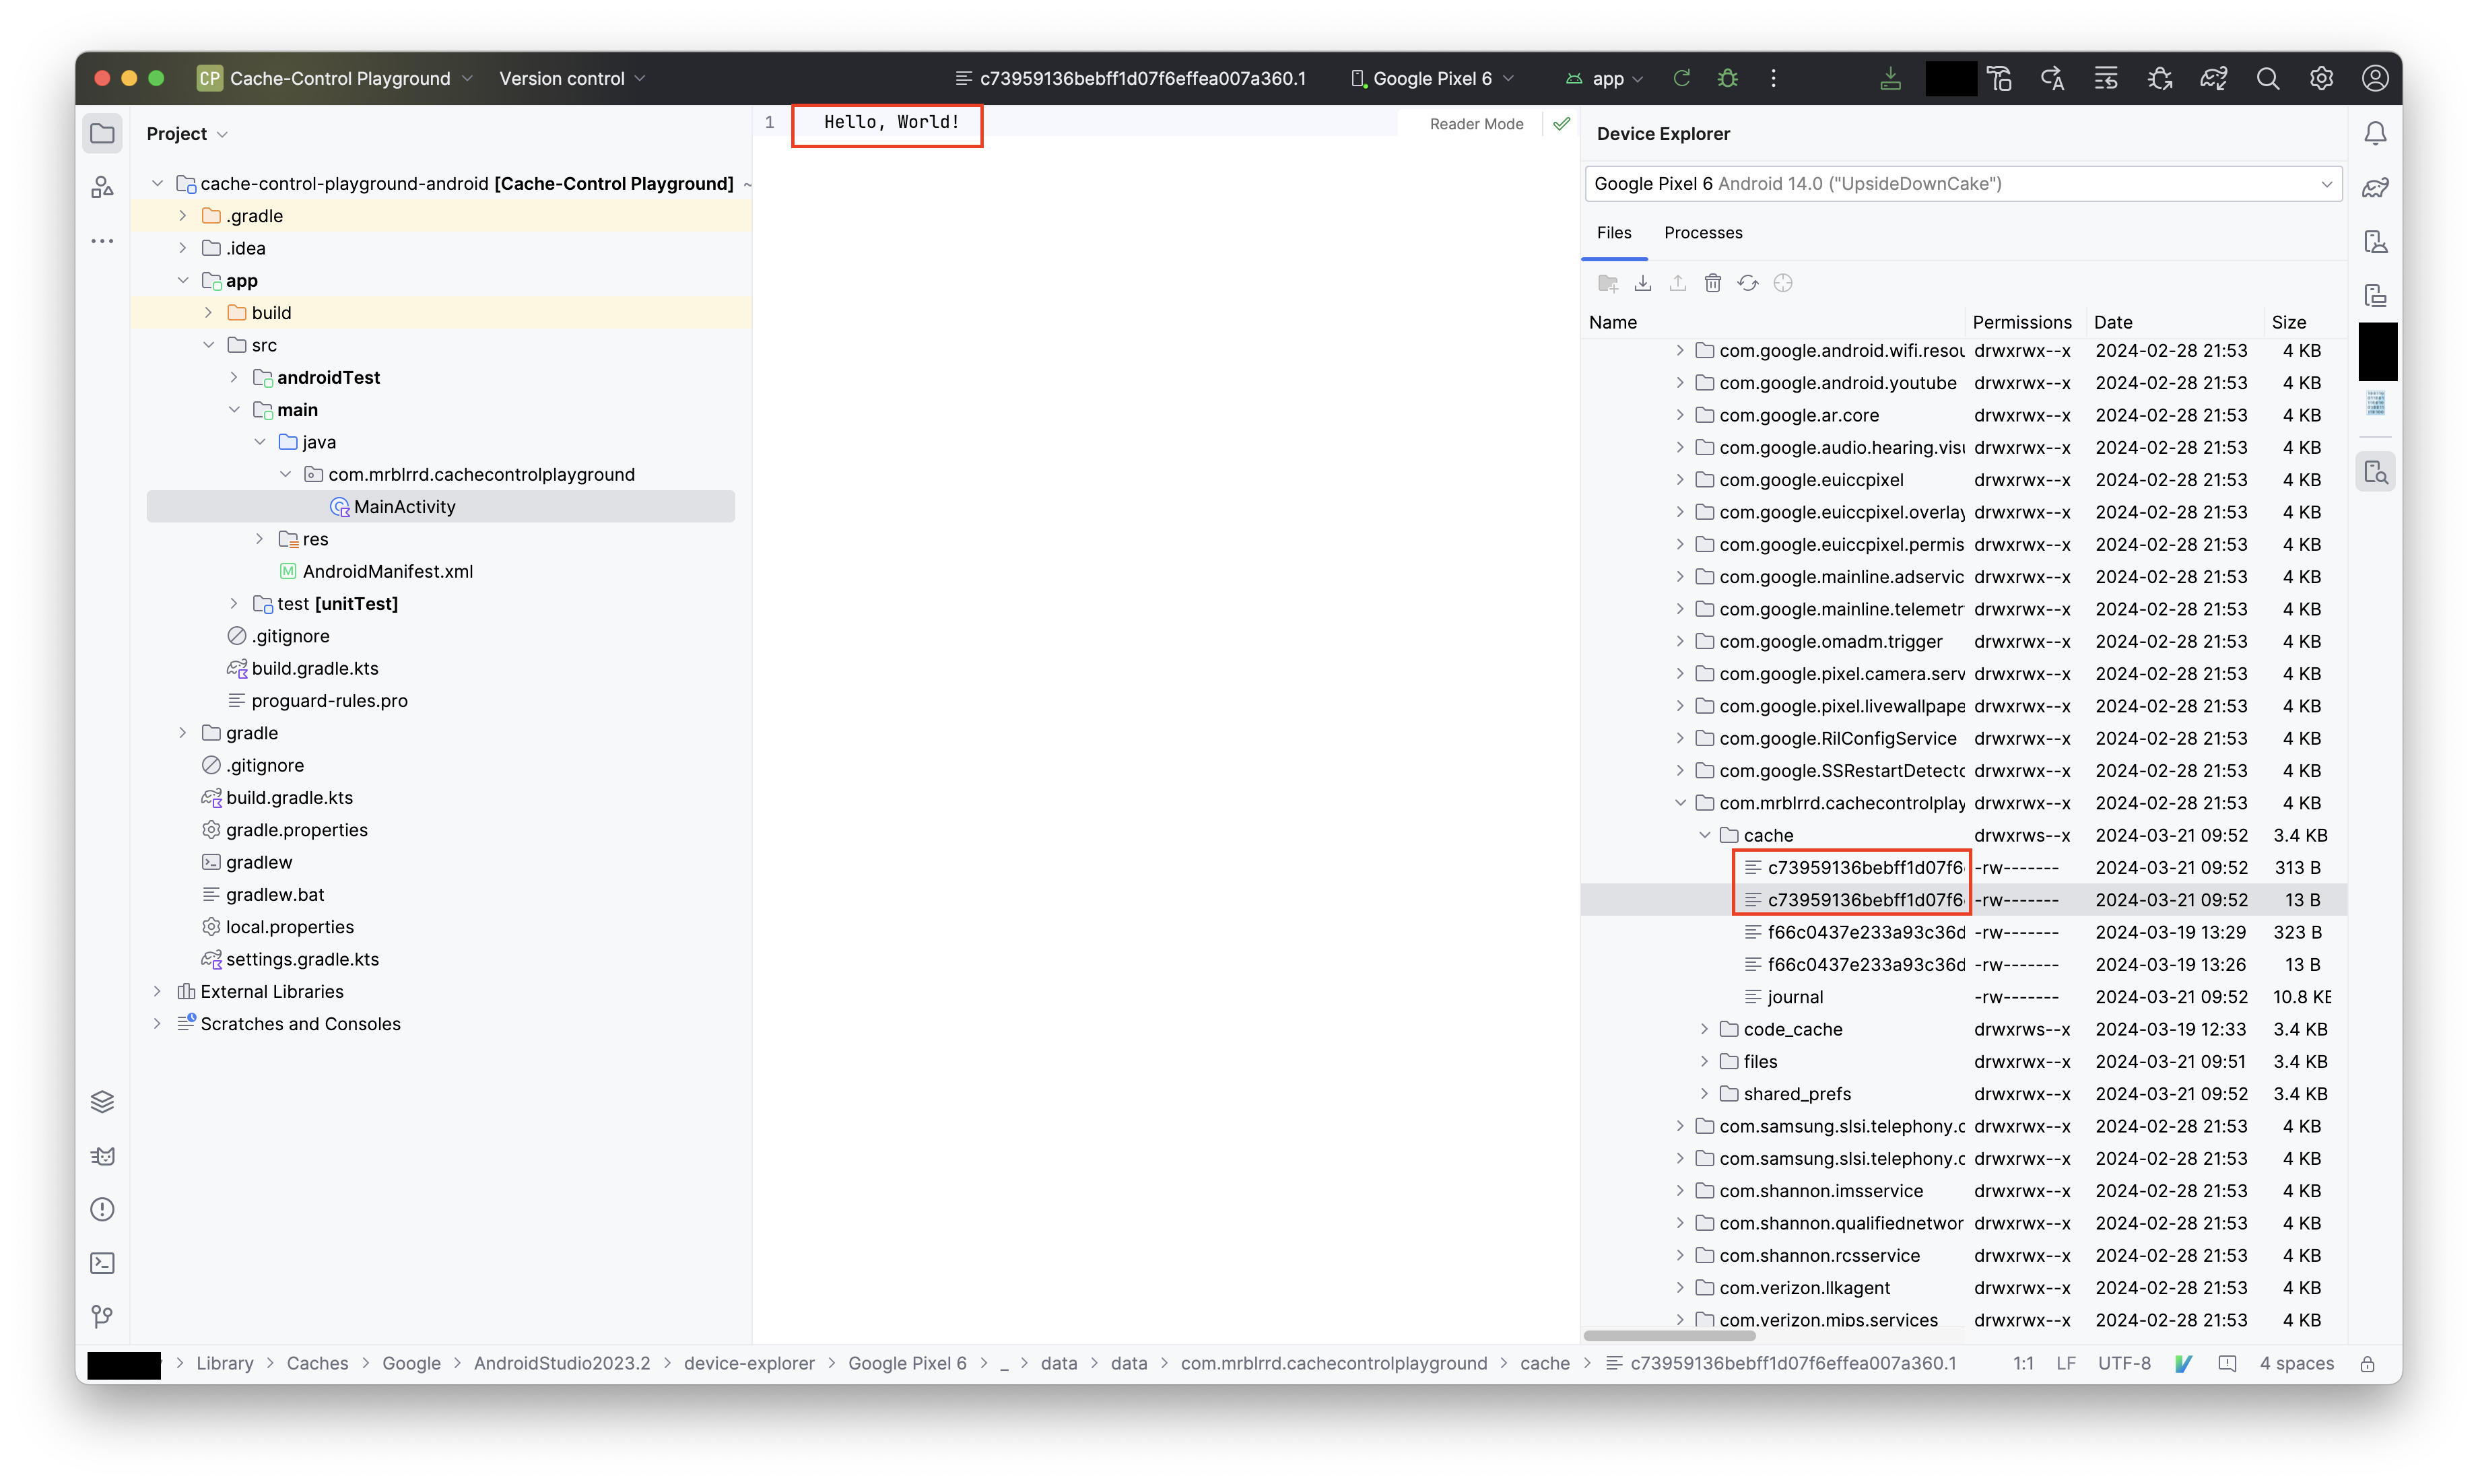 CP Cache-Control Playground Version control c73959136bebff1d07f6effea007a360.1 Google Pixel 6 app
Project
cache-control-playground-android [Cache-Control Playground] ~
.gradle
.idea
app
build
src
androidTest
main
java
com.mrblrrd.cachecontrolplayground
MainActivity
res
AndroidManifest.xml
test [unitTest]
.gitignore
build.gradle.kts
proguard-rules.pro
gradle
.gitignore
build.gradle.kts
gradle.properties
gradlew
gradlew.bat
local.properties
settings.gradle.kts
External Libraries
Scratches and Consoles
1 Hello, World!
Reader Mode
Device Explorer
Google Pixel 6 Android 14.0 ("UpsideDownCake")
Files Processes
Name Permissions Date Size
com.google.android.wifi.resou drwxrwx--x 2024-02-28 21:53 4 KB
com.google.android.youtube drwxrwx--x 2024-02-28 21:53 4 KB
com.google.ar.core drwxrwx--x 2024-02-28 21:53 4 KB
com.google.audio.hearing.visu drwxrwx--x 2024-02-28 21:53 4 KB
com.google.euiccpixel drwxrwx--x 2024-02-28 21:53 4 KB
com.google.euiccpixel.overlay drwxrwx--x 2024-02-28 21:53 4 KB
com.google.euiccpixel.permis drwxrwx--x 2024-02-28 21:53 4 KB
com.google.mainline.adservic drwxrwx--x 2024-02-28 21:53 4 KB
com.google.mainline.telemetr drwxrwx--x 2024-02-28 21:53 4 KB
com.google.omadm.trigger drwxrwx--x 2024-02-28 21:53 4 KB
com.google.pixel.camera.serv drwxrwx--x 2024-02-28 21:53 4 KB
com.google.pixel.livewallpape drwxrwx--x 2024-02-28 21:53 4 KB
com.google.RilConfigService drwxrwx--x 2024-02-28 21:53 4 KB
com.google.SSRestartDetecto drwxrwx--x 2024-02-28 21:53 4 KB
com.mrblrrd.cachecontrolplay drwxrwx--x 2024-02-28 21:53 4 KB
cache drwxrws--x 2024-03-21 09:52 3.4 KB
c73959136bebff1d07f6 -rw------- 2024-03-21 09:52 313 B
c73959136bebff1d07f6 -rw------- 2024-03-21 09:52 13 B
f66c0437e233a93c36d -rw------- 2024-03-19 13:29 323 B
f66c0437e233a93c36d -rw------- 2024-03-19 13:26 13 B
journal -rw------- 2024-03-21 09:52 10.8 KB
code_cache drwxrws--x 2024-03-19 12:33 3.4 KB
files drwxrwx--x 2024-03-21 09:51 3.4 KB
shared_prefs drwxrwx--x 2024-03-21 09:52 3.4 KB
com.samsung.slsi.telephony.c drwxrwx--x 2024-02-28 21:53 4 KB
com.samsung.slsi.telephony.c drwxrwx--x 2024-02-28 21:53 4 KB
com.shannon.imsservice drwxrwx--x 2024-02-28 21:53 4 KB
com.shannon.qualifiednetwor drwxrwx--x 2024-02-28 21:53 4 KB
com.shannon.rcsservice drwxrwx--x 2024-02-28 21:53 4 KB
com.verizon.llkagent drwxrwx--x 2024-02-28 21:53 4 KB
com.verizon.mips.services drwxrwx--x 2024-02-28 21:53 4 KB
Library > Caches > Google > AndroidStudio2023.2 > device-explorer > Google Pixel 6 > _ > data > data > com.mrblrrd.cachecontrolplayground > cache > c73959136bebff1d07f6effea007a360.1 1:1 LF UTF-8 4 spaces